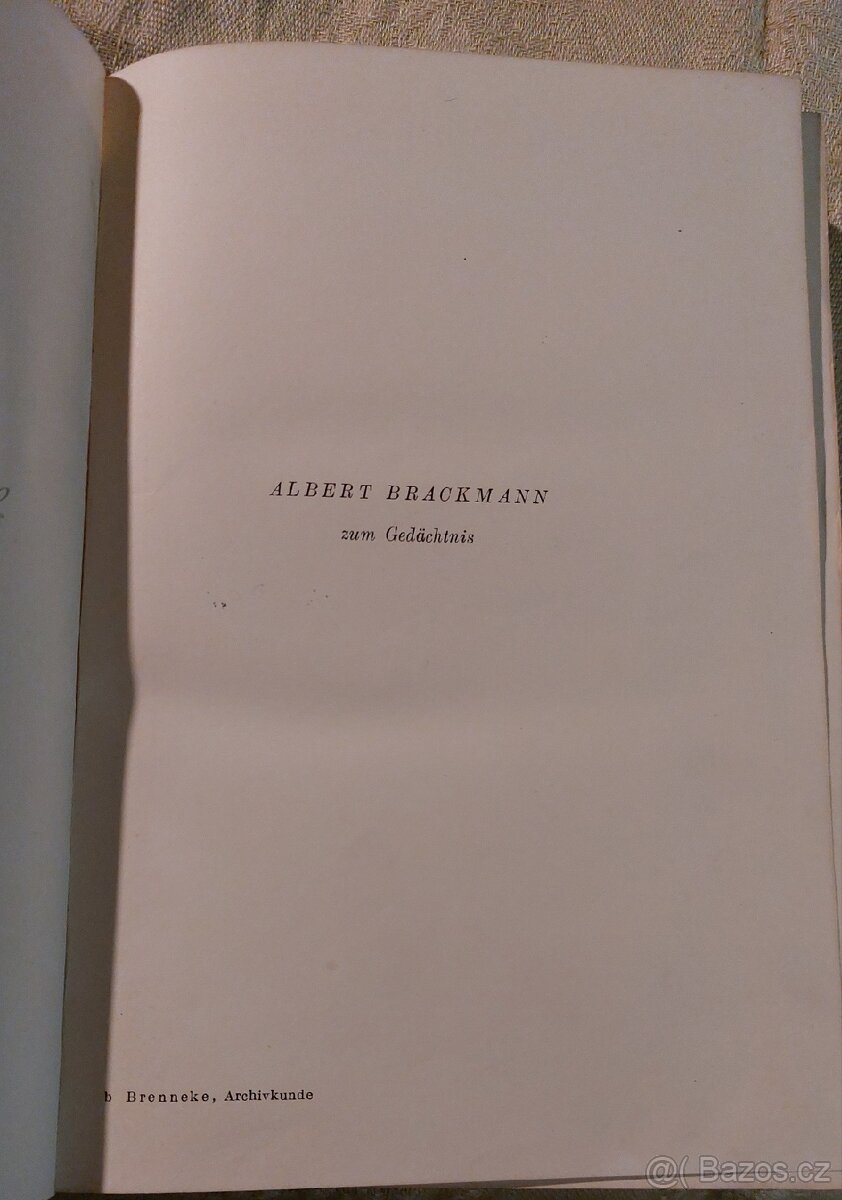 ALBERT BRACKMANN
zum Gedächtnis
b Brenneke, Archivkunde
@( Bazos.cz